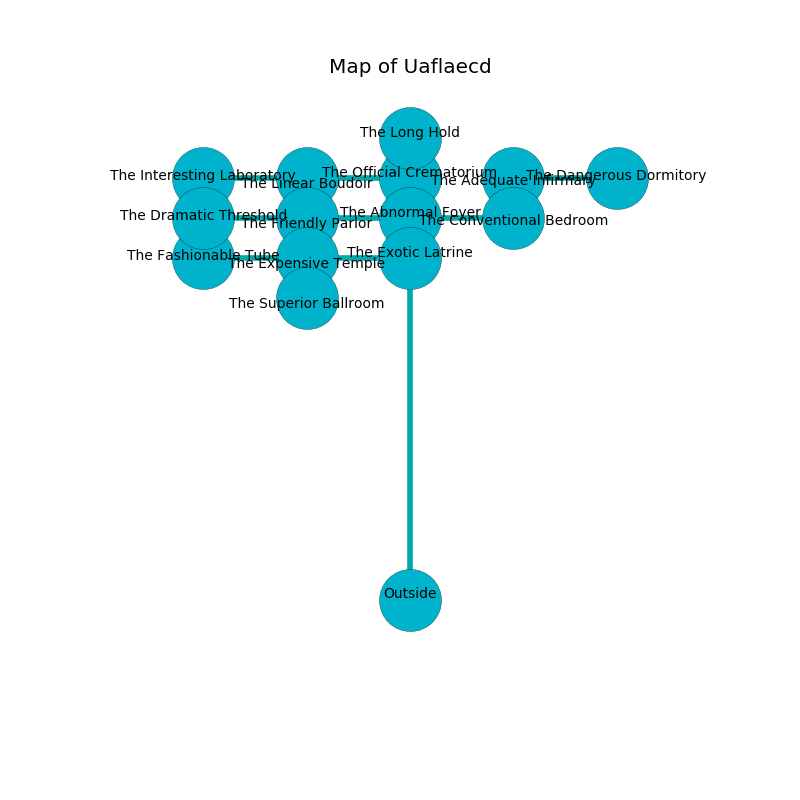 Map of Uaflaecd
The Long Hold
The Interesting Laboratory
The Linear Boudoir
The Official Crematorium
The Adequate Infirmary
The Dangerous Dormitory
The Dramatic Threshold
The Friendly Parlor
The Abnormal Foyer
The Conventional Bedroom
The Fashionable Tube
The Expensive Temple
The Exotic Latrine
The Superior Ballroom
Outside